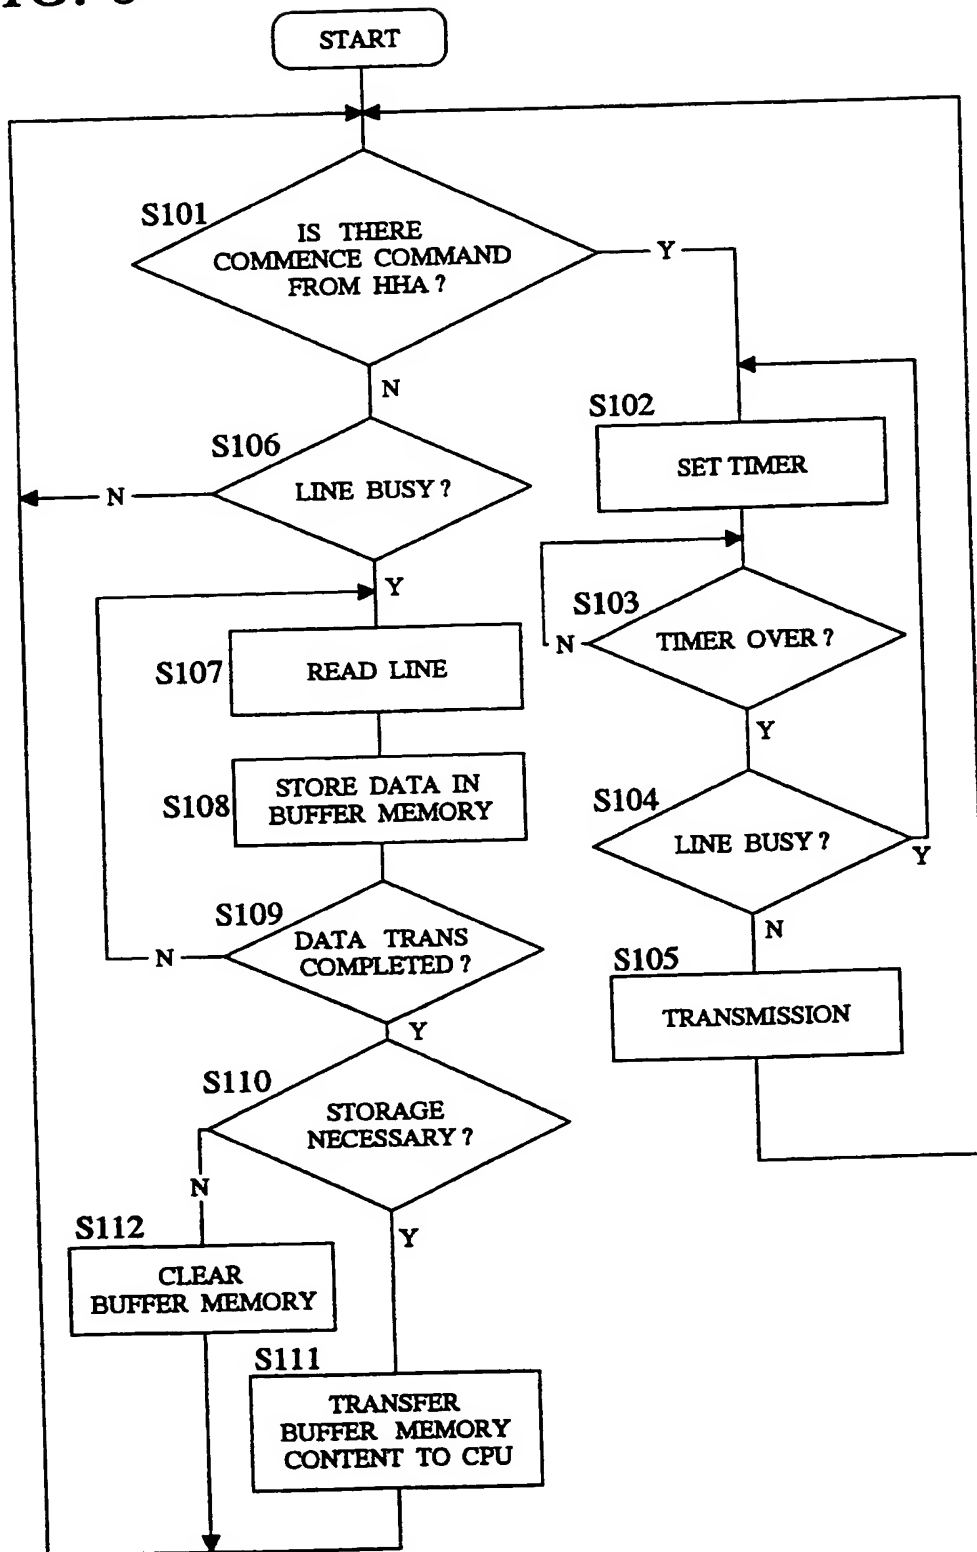 START
S101
IS THERE
COMMENCE COMMAND
FROM HHA ?
Y
N
S102
SET TIMER
S106
LINE BUSY ?
N
Y
S103
TIMER OVER ?
N
Y
S107
READ LINE
S108
STORE DATA IN
BUFFER MEMORY
S104
LINE BUSY ?
Y
N
S109
DATA TRANS
COMPLETED ?
N
Y
S105
TRANSMISSION
S110
STORAGE
NECESSARY ?
N
Y
S112
CLEAR
BUFFER MEMORY
S111
TRANSFER
BUFFER MEMORY
CONTENT TO CPU